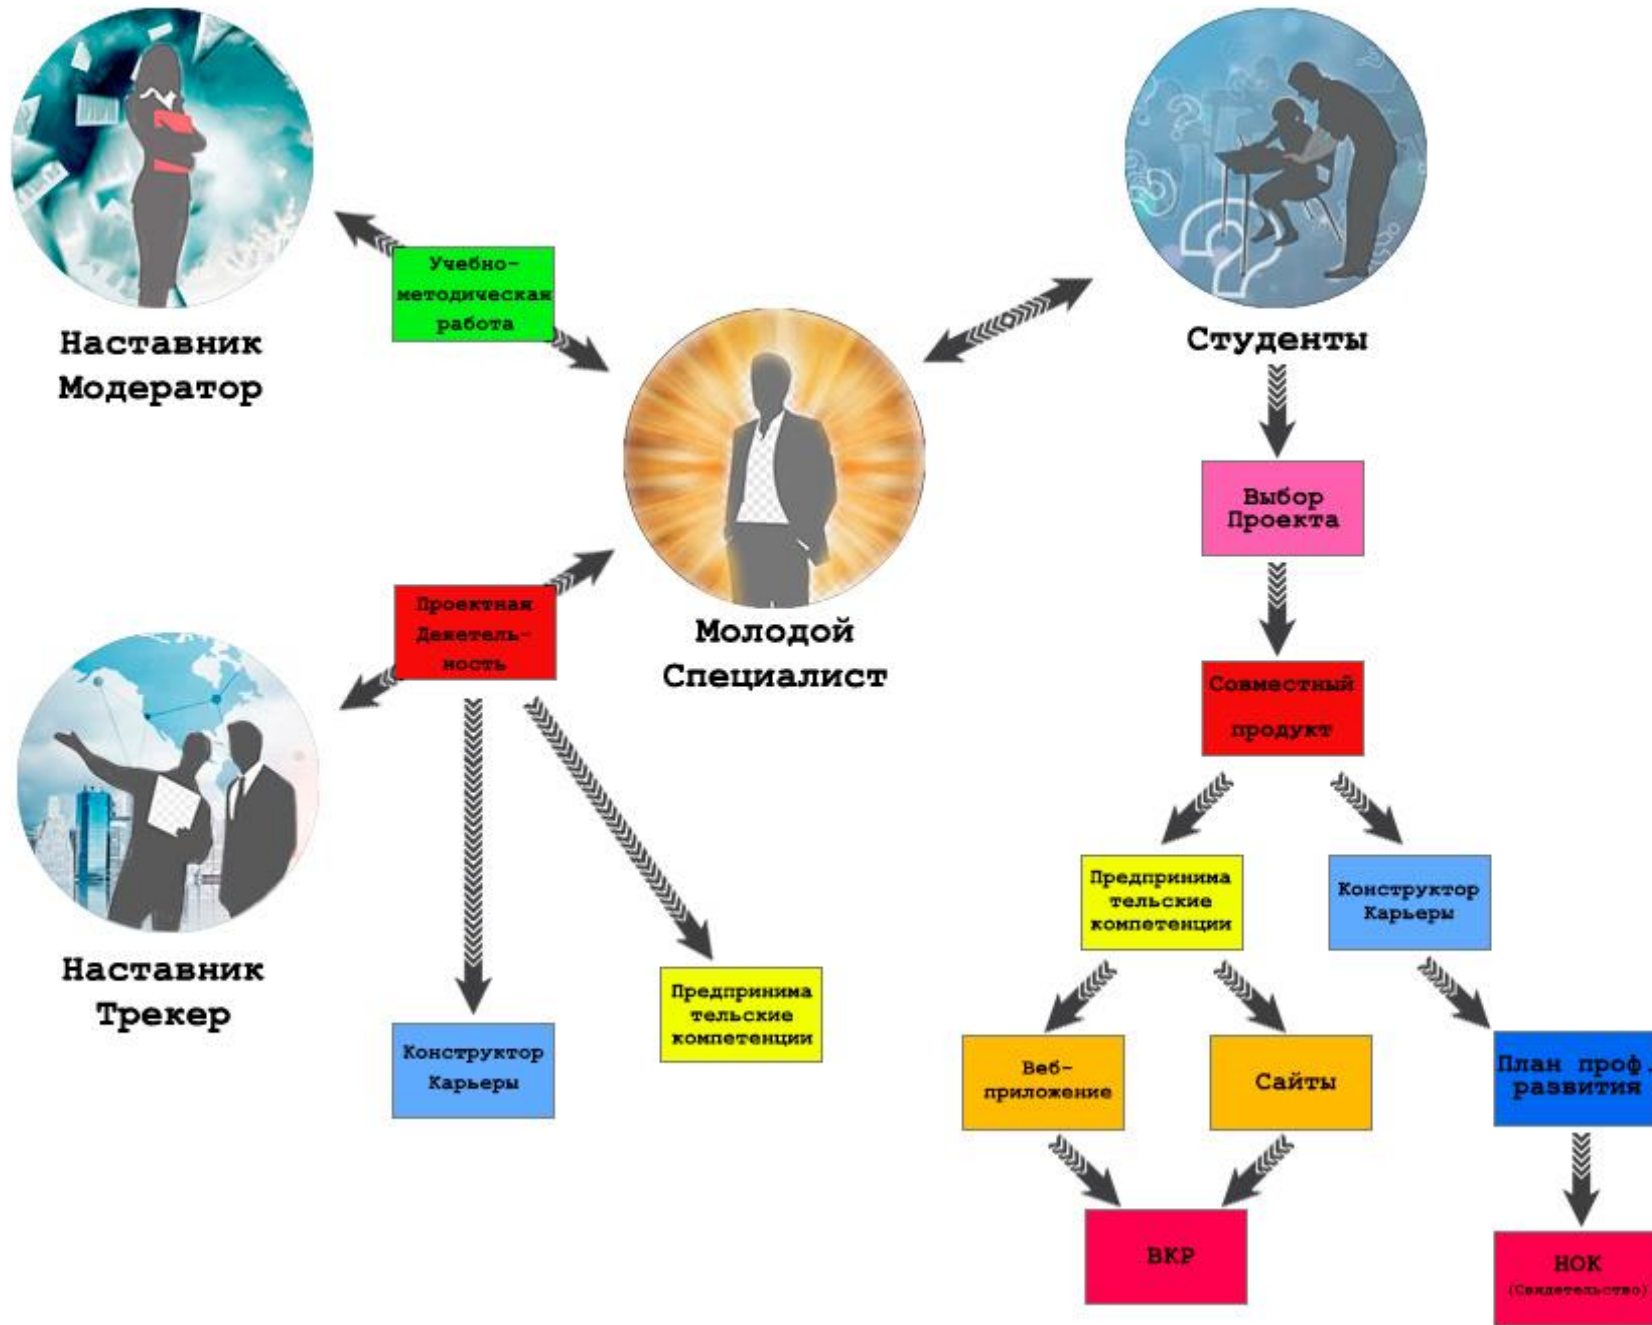 Наставник
Модератор
Учебно-
методическая
работа
Студенты
Молодой
Специалист
Выбор
Проекта
Проектная
Деяетель-
ность
Совместный
продукт
Наставник
Трекер
Конструктор
Карьеры
Предпринима
тельские
компетенции
Предпринима
тельские
компетенции
Конструктор
Карьеры
Веб-
приложение
Сайты
План проф.
развития
ВКР
НОК
(Свидетельство)